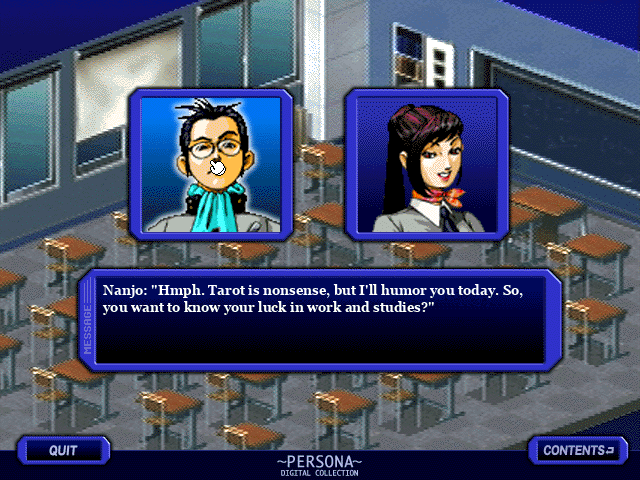 Nanjo: "Hmph. Tarot is nonsense, but I'll humor you today. So,
you want to know your luck in work and studies?"
MESSAGE
QUIT
~PERSONA~
DIGITAL COLLECTION
CONTENTS